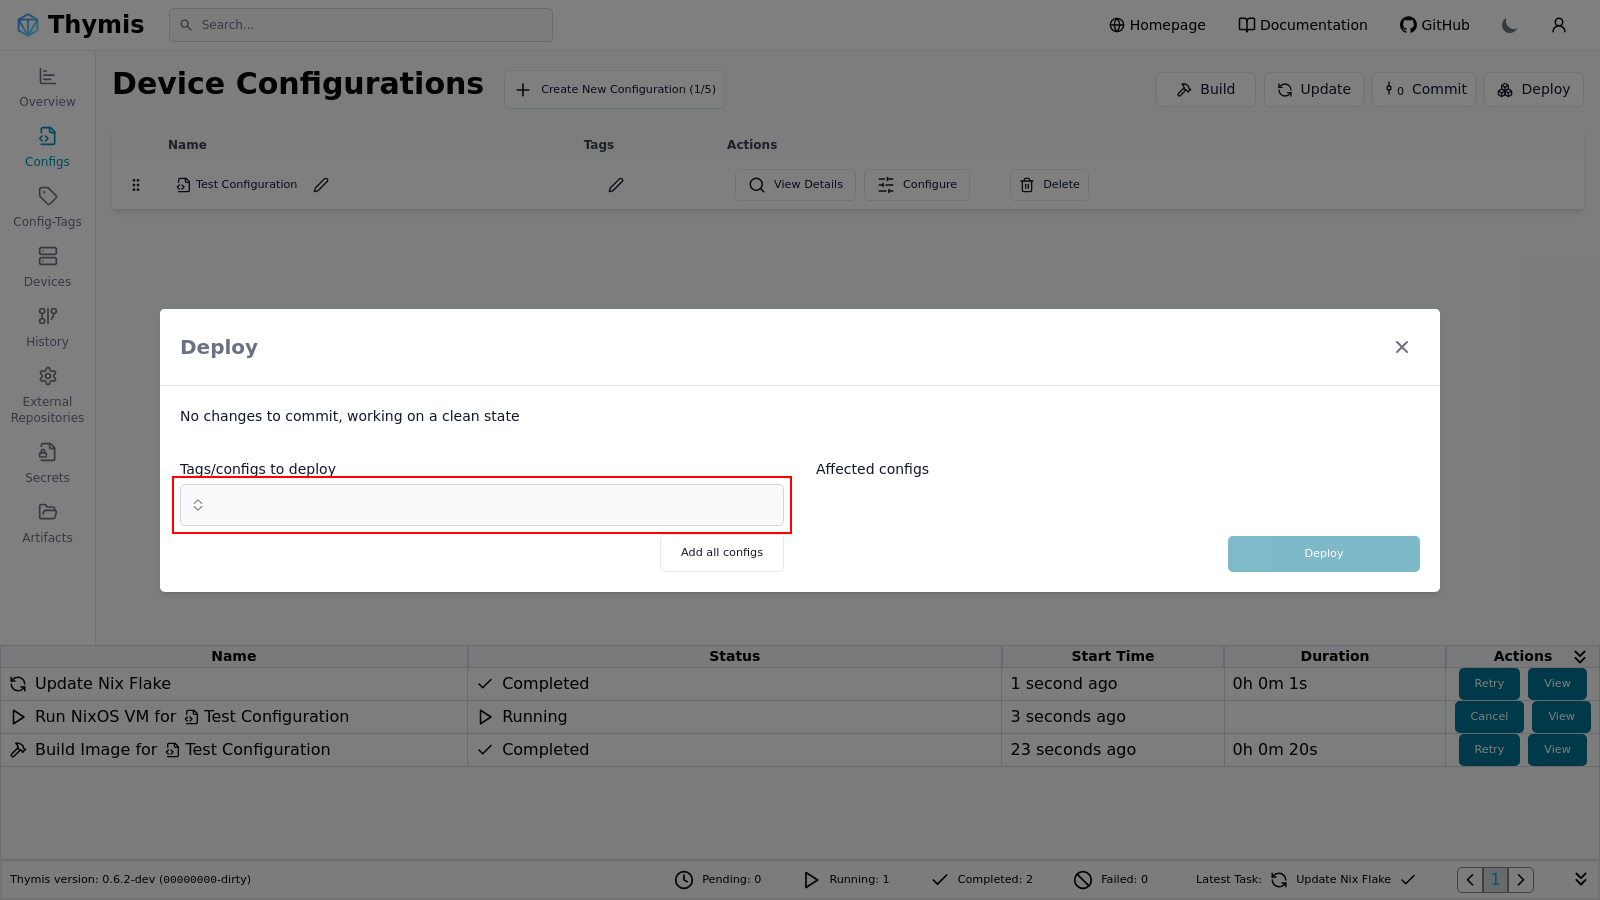 Thymis
Search...
Homepage
Documentation
GitHub
Overview
Configs
Config-Tags
Devices
History
External
Repositories
Secrets
Artifacts
Device Configurations
Create New Configuration (1/5)
Build
Update
0 Commit
Deploy
Name Tags Actions
Test Configuration View Details Configure Delete
Deploy
No changes to commit, working on a clean state
Tags/configs to deploy
Affected configs
Add all configs
Deploy
Name Status Start Time Duration Actions
Update Nix Flake Completed 1 second ago 0h 0m 1s Retry View
Run NixOS VM for Test Configuration Running 3 seconds ago Cancel View
Build Image for Test Configuration Completed 23 seconds ago 0h 0m 20s Retry View
Thymis version: 0.6.2-dev (00000000-dirty) Pending: 0 Running: 1 Completed: 2 Failed: 0 Latest Task: Update Nix Flake 1